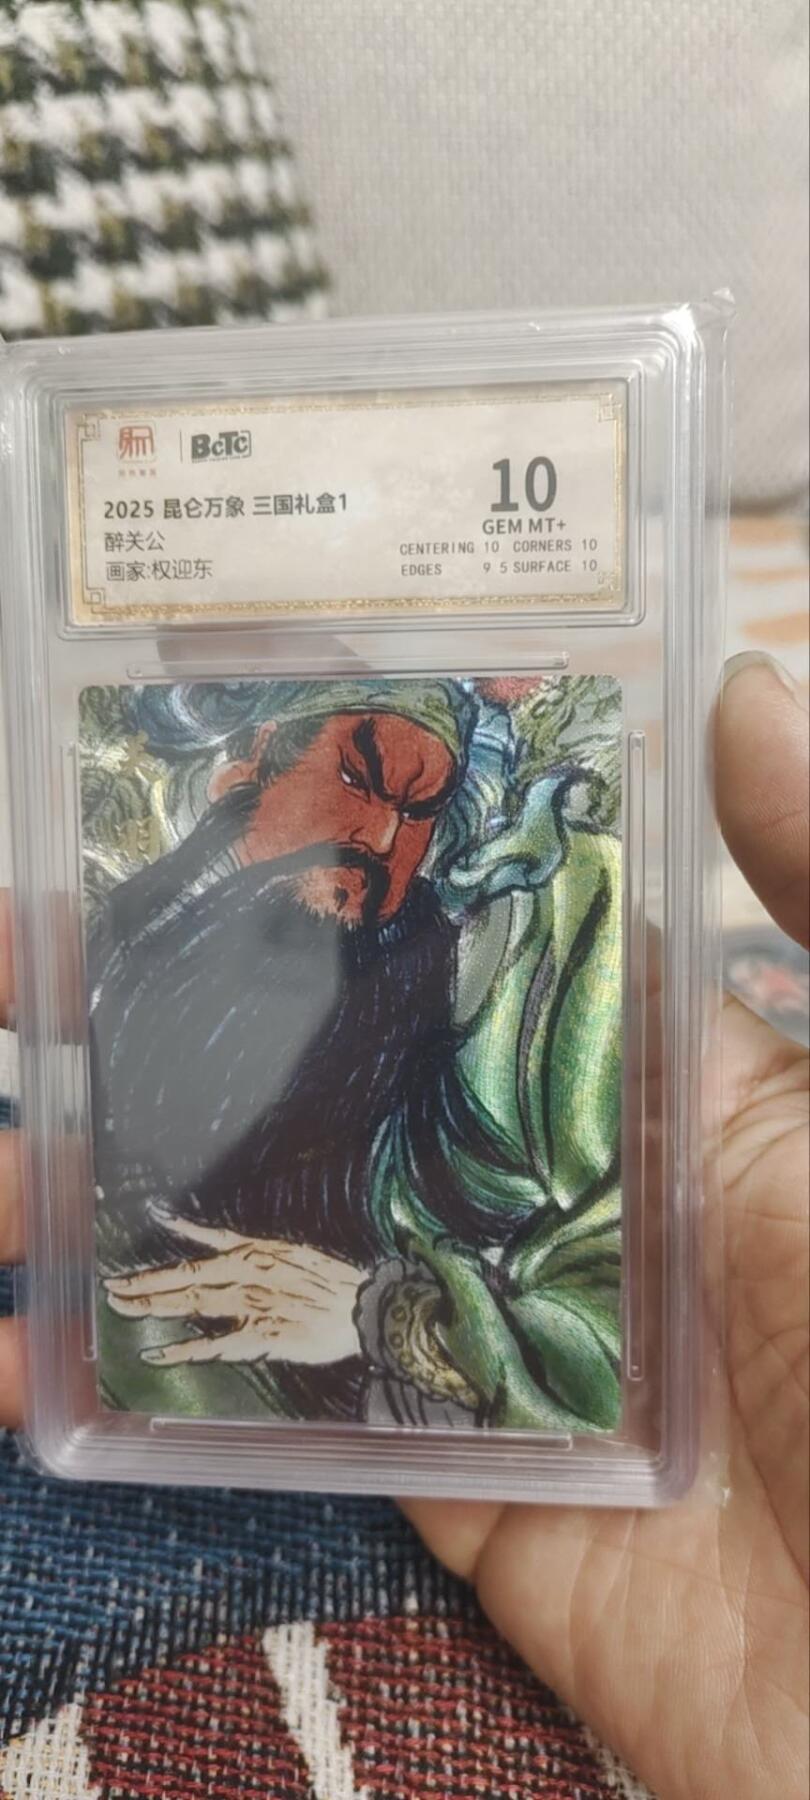 BcTc
2025 昆仑万象 三国礼盒1
醉关公
画家:权迎东
10
GEM MT+
CENTERING 10 CORNERS 10
EDGES 9 5 SURFACE 10